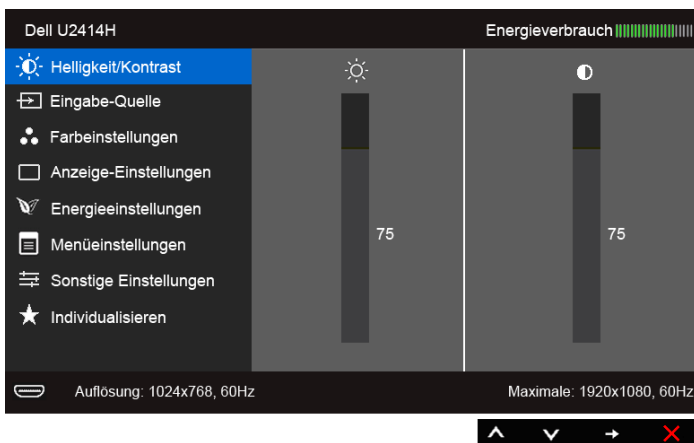 Dell U2414H
Energieverbrauch
Helligkeit/Kontrast
Eingabe-Quelle
Farbeinstellungen
Anzeige-Einstellungen
Energieeinstellungen
Menüeinstellungen
Sonstige Einstellungen
Individualisieren
75
75
Auflösung: 1024x768, 60Hz
Maximale: 1920x1080, 60Hz